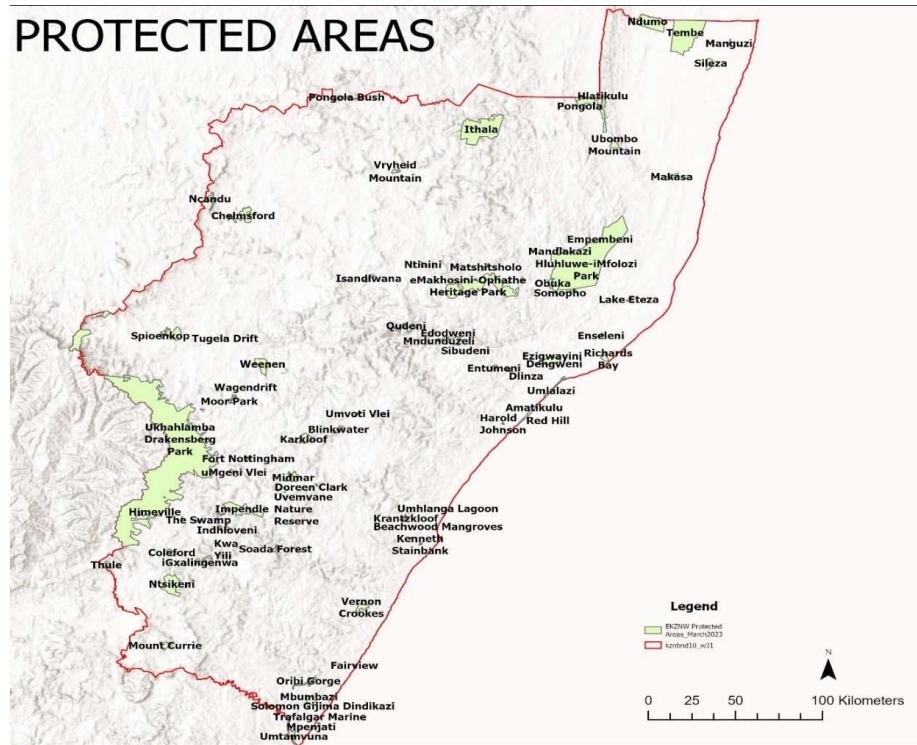 PROTECTED AREAS
Ndumo
Tembe
Manguzi
Sileza
Pongola Bush
Hlatikulu
Pongola
Ithala
Ubombo
Mountain
Vryheid
Mountain
Makasa
Ncandu
Chelmsford
Empembeni
Mandlakazi
Hluhluwe-iMfolozi
Park
Ntinini
Matshitsholo
Isandlwana
eMakhosini-Ophathe
Heritage Park
Obuka
Somopho
Lake Eteza
Qudeni
Edodweni
Mndunduzeli
Sibudeni
Enseleni
Spioenkop
Tugela Drift
Weenen
Ezigwayini
Dengweni
Richards
Bay
Entumeni
Dlinza
Umlalazi
Wagendrift
Moor Park
Amatikulu
Red Hill
Harold
Johnson
Umvoti Vlei
Blinkwater
Karkloof
Ukhahlamba
Drakensberg
Park
Fort Nottingham
uMgeni Vlei
Midmar
Doreen Clark
Uvemvane
Nature
Reserve
Himeville
Impendle
The Swamp
Indhloveni
Umhlanga Lagoon
Krantzkloof
Beachwood Mangroves
Kenneth
Stainbank
Kwa
Yili
Soada Forest
Coleford
iGxalingenwa
Thule
Ntsikeni
Vernon
Crookes
Mount Currie
Fairview
Oribi Gorge
Mbumbazi
Solomon Gijima Dindikazi
Trafalgar Marine
Mpenjati
Umtamvuna
Legend
EKZNW Protected
Areas_March2023
kznbnd10_w31
N
0 25 50 100 Kilometers